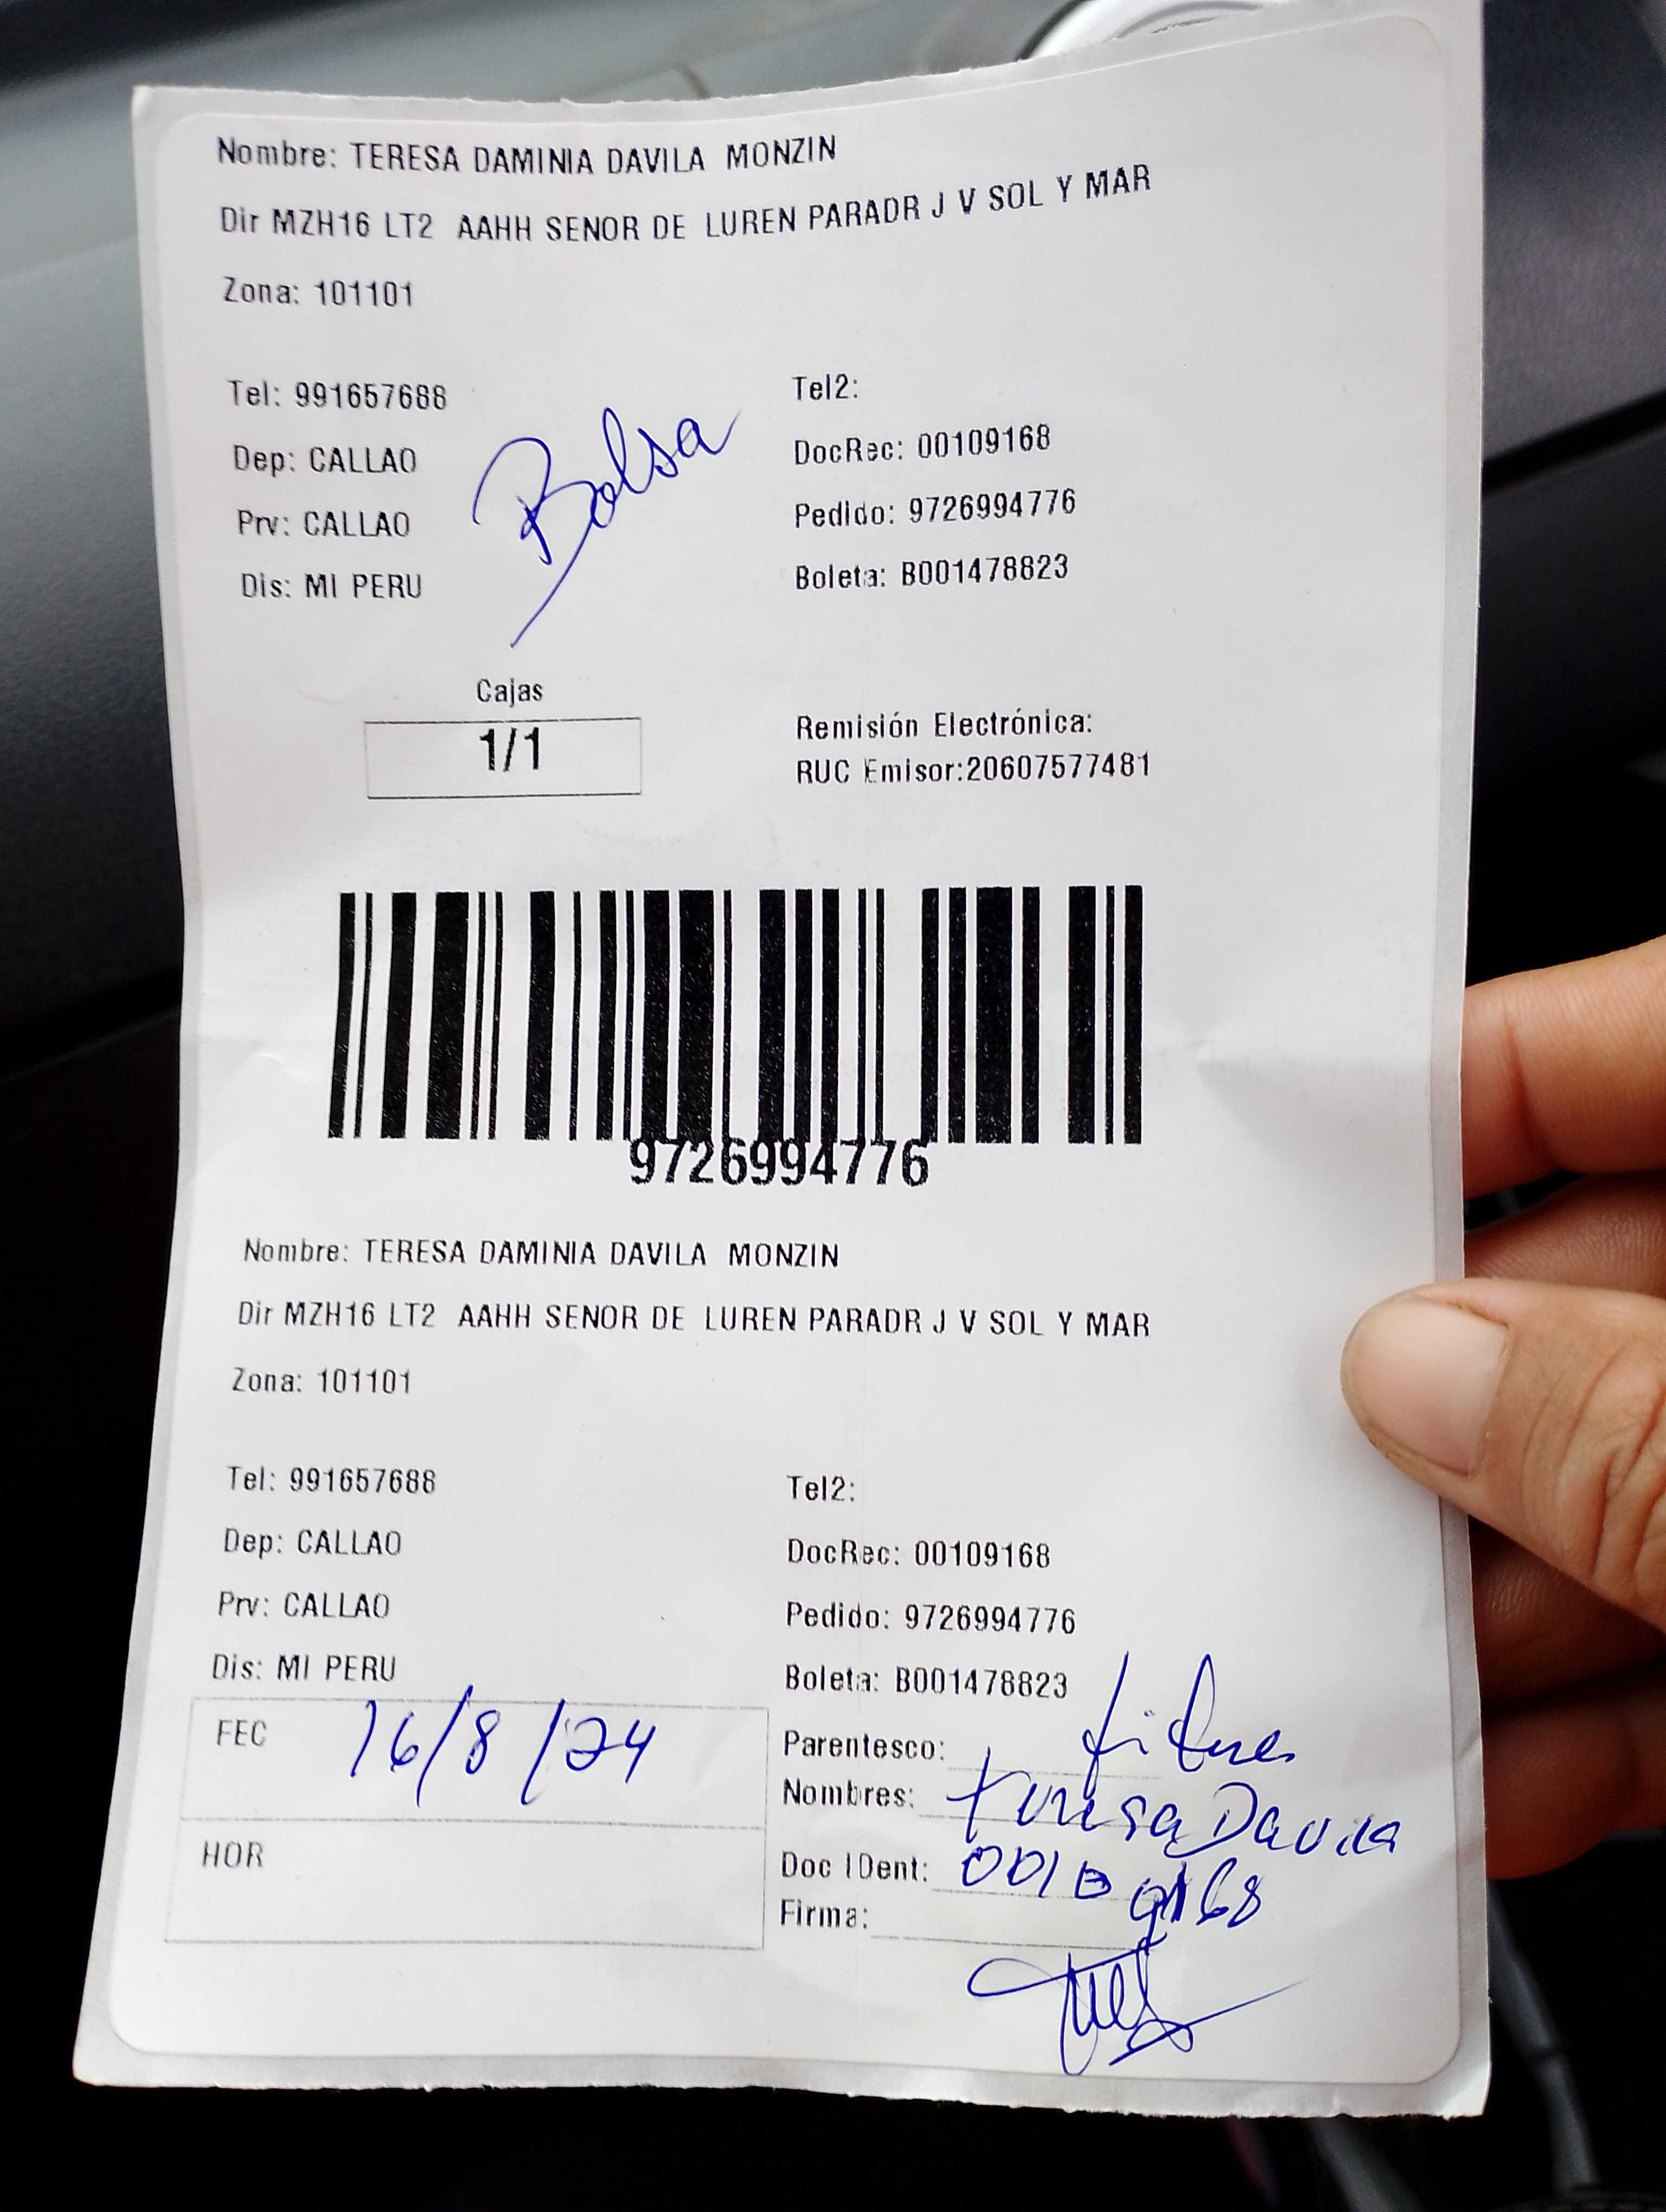 Nombre: TERESA DAMINIA DAVILA MONZIN
Dir MZH16 LT2 AAHH SENOR DE LUREN PARADR J V SOL Y MAR
Zona: 101101
Tel: 991657688
Tel2:
Dep: CALLAO
DocRec: 00109168
Prv: CALLAO
Pedido: 9726994776
Dis: MI PERU
Boleta: B001478823
Bolsa
Cajas
1/1
Remisión Electrónica:
RUC Emisor:20607577481
9726994776
Nombre: TERESA DAMINIA DAVILA MONZIN
Dir MZH16 LT2 AAHH SENOR DE LUREN PARADR J V SOL Y MAR
Zona: 101101
Tel: 991657688
Tel2:
Dep: CALLAO
DocRec: 00109168
Prv: CALLAO
Pedido: 9726994776
Dis: MI PERU
Boleta: B001478823
FEC 16/8/24
HOR
Parentesco:
Nombres: Teresa Davila
Doc IDent: 00109168
Firma: